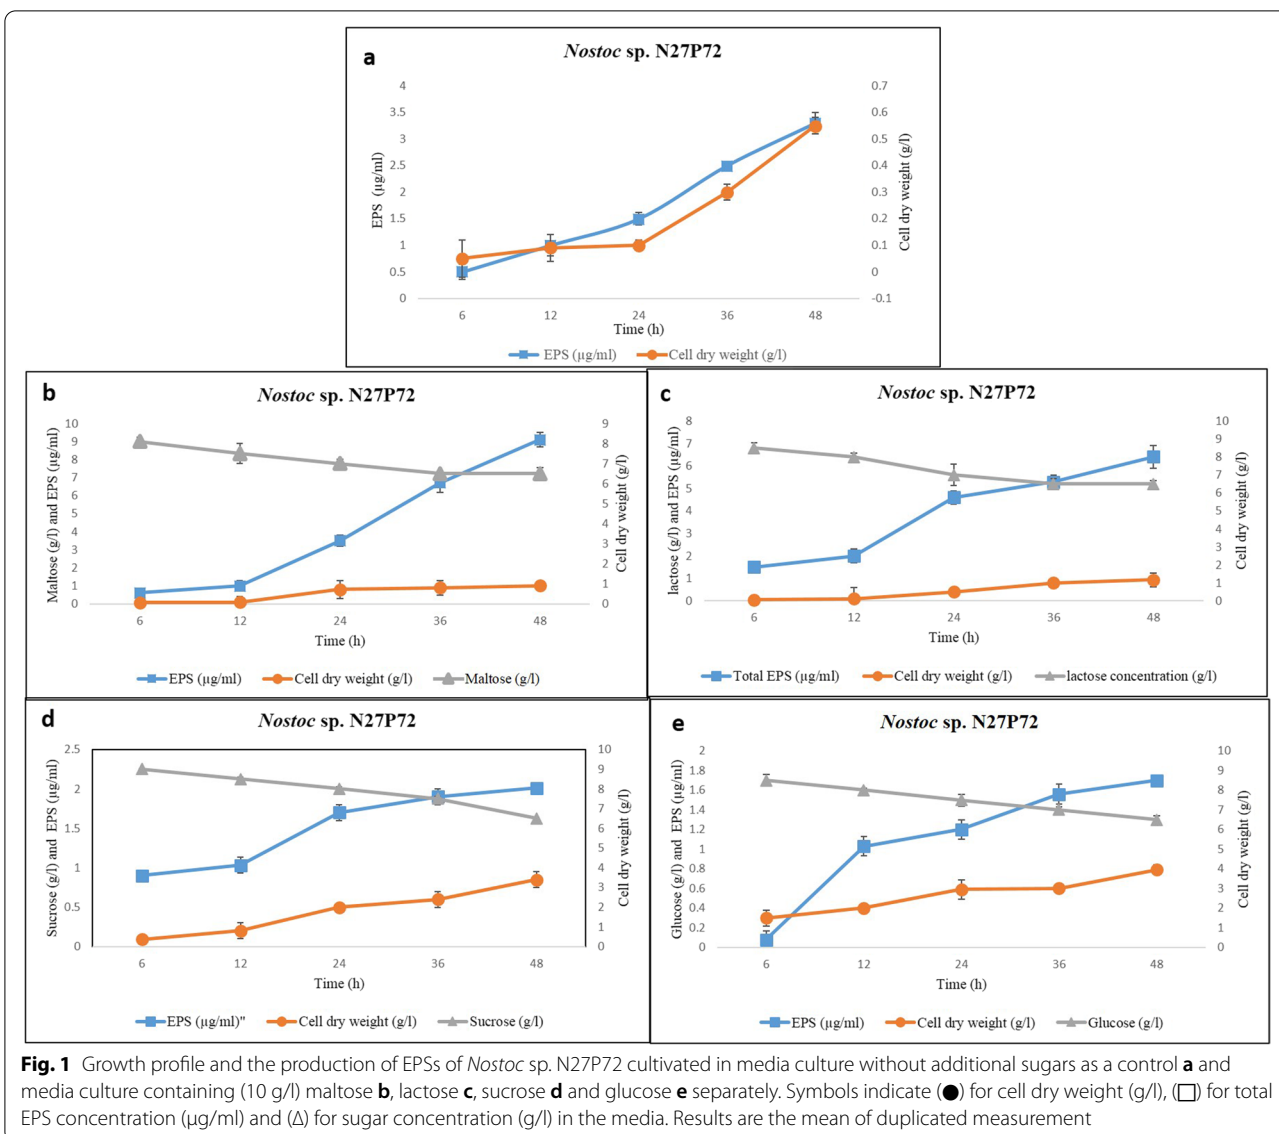 a
Nostoc sp. N27P72
4
3.5
3
2.5
2
1.5
1
0.5
0
EPS (µg/ml)
0.7
0.6
0.5
0.4
0.3
0.2
0.1
0
-0.1
Cell dry weight (g/l)
6 12 24 36 48
Time (h)
EPS (µg/ml) Cell dry weight (g/l)
b
Nostoc sp. N27P72
10
9
8
7
6
5
4
3
2
1
0
Maltose (g/l) and EPS (µg/ml)
9
8
7
6
5
4
3
2
1
0
Cell dry weight (g/l)
6 12 24 36 48
Time (h)
EPS (µg/ml) Cell dry weight (g/l) Maltose (g/l)
c
Nostoc sp. N27P72
8
7
6
5
4
3
2
1
0
lactose (g/l) and EPS (µg/ml)
10
9
8
7
6
5
4
3
2
1
0
Cell dry weight (g/l)
6 12 24 36 48
Time (h)
Total EPS (µg/ml) Cell dry weight (g/l) lactose concentration (g/l)
d
Nostoc sp. N27P72
2.5
2
1.5
1
0.5
0
Sucrose (g/l) and EPS (µg/ml)
10
9
8
7
6
5
4
3
2
1
0
Cell dry weight (g/l)
6 12 24 36 48
Time (h)
EPS (µg/ml)" Cell dry weight (g/l) Sucrose (g/l)
e
Nostoc sp. N27P72
2
1.8
1.6
1.4
1.2
1
0.8
0.6
0.4
0.2
0
Glucose (g/l) and EPS (µg/ml)
10
9
8
7
6
5
4
3
2
1
0
Cell dry weight (g/l)
6 12 24 36 48
Time (h)
EPS (µg/ml) Cell dry weight (g/l) Glucose (g/l)
Fig. 1 Growth profile and the production of EPSs of Nostoc sp. N27P72 cultivated in media culture without additional sugars as a control a and
media culture containing (10 g/l) maltose b, lactose c, sucrose d and glucose e separately. Symbols indicate (●) for cell dry weight (g/l), (□) for total
EPS concentration (µg/ml) and (Δ) for sugar concentration (g/l) in the media. Results are the mean of duplicated measurement